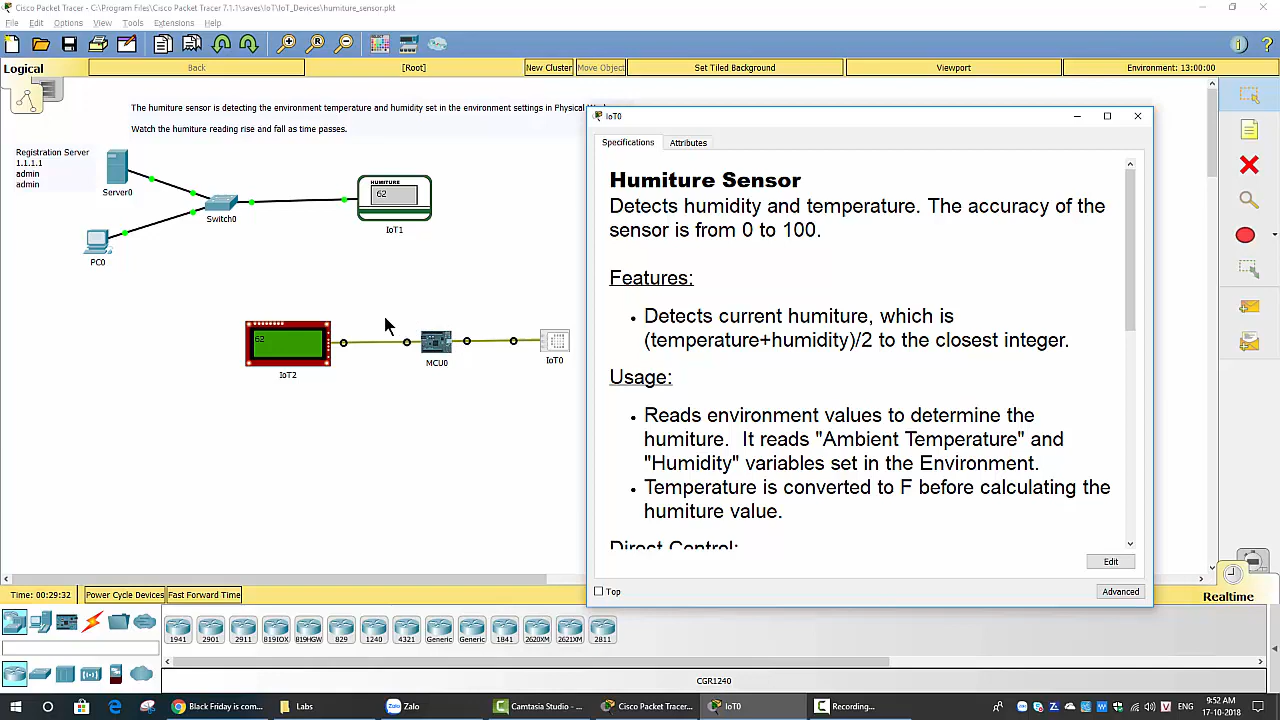 Cisco Packet Tracer - C:\Program Files\Cisco Packet Tracer 7.1.1\saves\IoT\IoT_Devices\humiture_sensor.pkt
File Edit Options View Tools Extensions Help
Logical
Back
[Root]
New Cluster
Move Object
Set Tiled Background
Viewport
Environment: 13:00:00
The humiture sensor is detecting the environment temperature and humidity set in the environment settings in Physical
Watch the humiture reading rise and fall as time passes.
Registration Server
1.1.1.1
admin
admin
Server0
Switch0
PC0
HUMITURE
62
IoT1
62
IoT2
MCU0
IoT0
IoT0
Specifications
Attributes
Humiture Sensor
Detects humidity and temperature. The accuracy of the
sensor is from 0 to 100.
Features:
• Detects current humiture, which is
(temperature+humidity)/2 to the closest integer.
Usage:
• Reads environment values to determine the
humiture. It reads "Ambient Temperature" and
"Humidity" variables set in the Environment.
• Temperature is converted to F before calculating the
humiture value.
Direct Control:
Edit
Top
Advanced
Time: 00:29:32
Power Cycle Devices
Fast Forward Time
Realtime
1941
2901
2911
819IOX
819HGW
829
1240
4321
Generic
Generic
1841
2620XM
2621XM
2811
CGR1240
Black Friday is com...
Labs
Zalo
Camtasia Studio - ...
Cisco Packet Tracer...
IoT0
Recording...
9:52 AM
17-10-2018